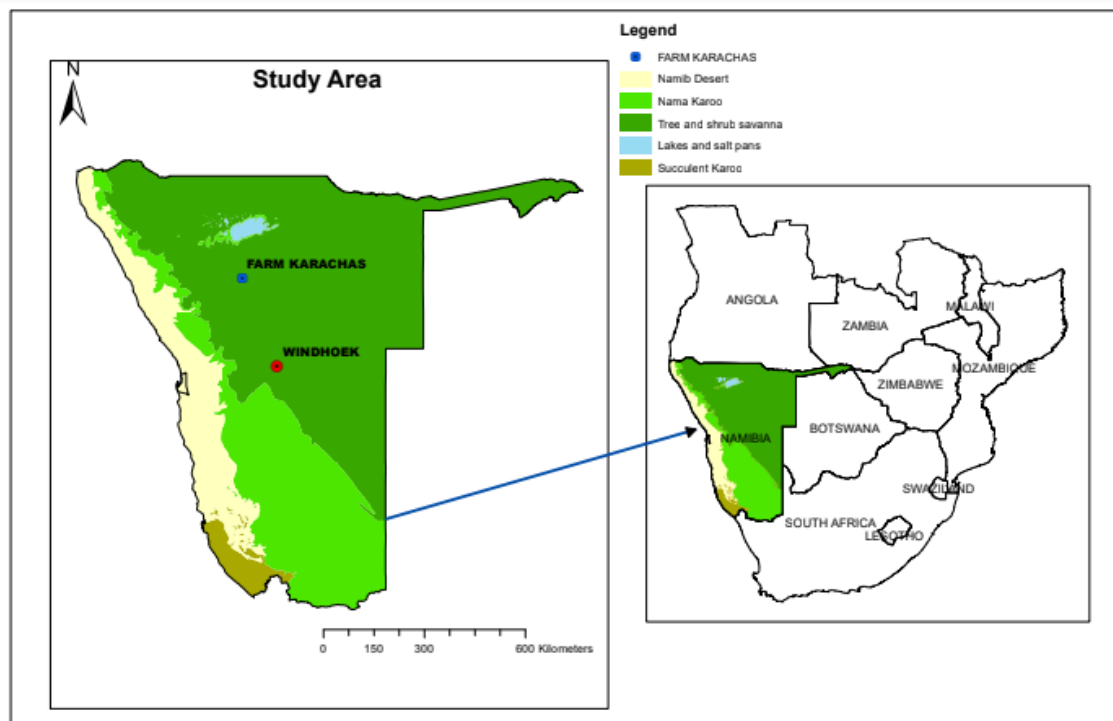 Legend
FARM KARACHAS
Namib Desert
Nama Karoo
Tree and shrub savanna
Lakes and salt pans
Succulent Karoo
N
Study Area
FARM KARACHAS
WINDHOEK
0 150 300 600 Kilometers
ANGOLA
ZAMBIA
MALAWI
MOZAMBIQUE
ZIMBABWE
NAMIBIA
BOTSWANA
SWAZILAND
SOUTH AFRICA
LESOTHO